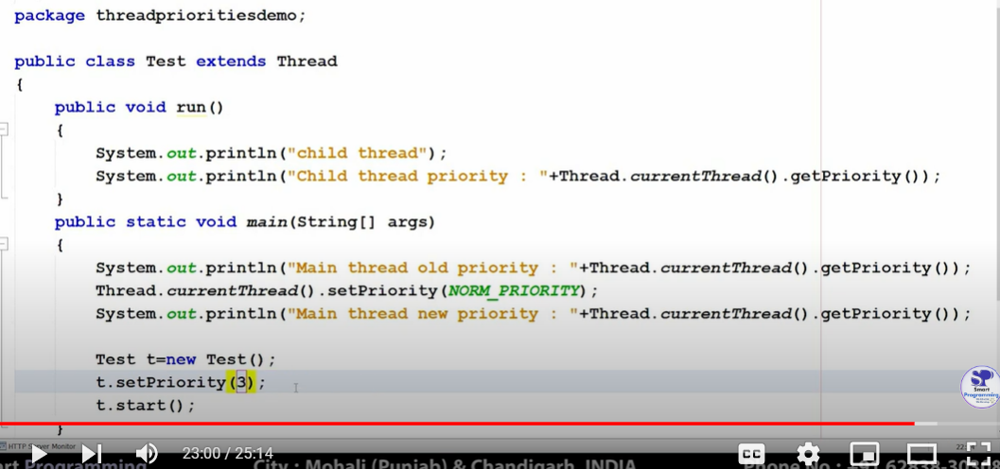 package threadprioritiesdemo;
public class Test extends Thread
{
public void run()
{
System.out.println("child thread");
System.out.println("Child thread priority : "+Thread.currentThread().getPriority());
}
public static void main(String[] args)
{
System.out.println("Main thread old priority : "+Thread.currentThread().getPriority());
Thread.currentThread().setPriority(NORM_PRIORITY);
System.out.println("Main thread new priority : "+Thread.currentThread().getPriority());
Test t=new Test();
t.setPriority(3);
t.start();
}
SP
Smart
Programming
HTTP Server Monitor
23:00 / 25:14
CC
Programming
City : Mohali (Punjab) & Chandigarh, INDIA
Phone No :